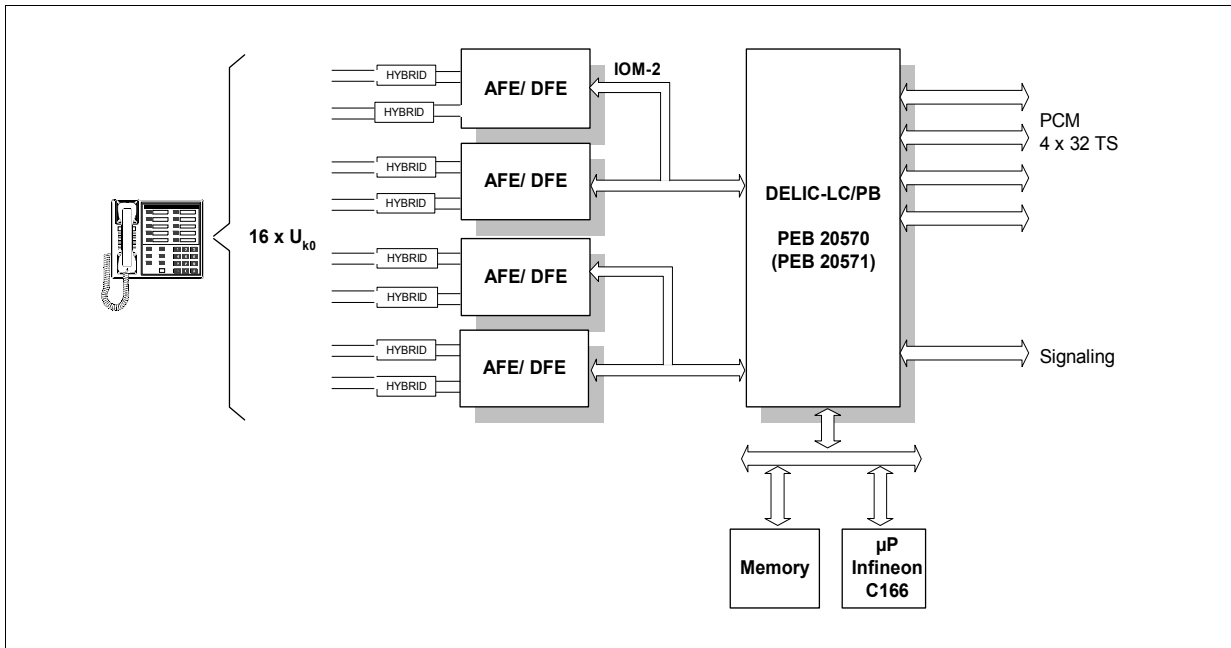 HYBRID
HYBRID
AFE/ DFE
IOM-2
HYBRID
HYBRID
AFE/ DFE
16 x Uk0
HYBRID
HYBRID
AFE/ DFE
HYBRID
HYBRID
AFE/ DFE
DELIC-LC/PB
PEB 20570
(PEB 20571)
PCM
4 x 32 TS
Signaling
Memory
µP
Infineon
C166